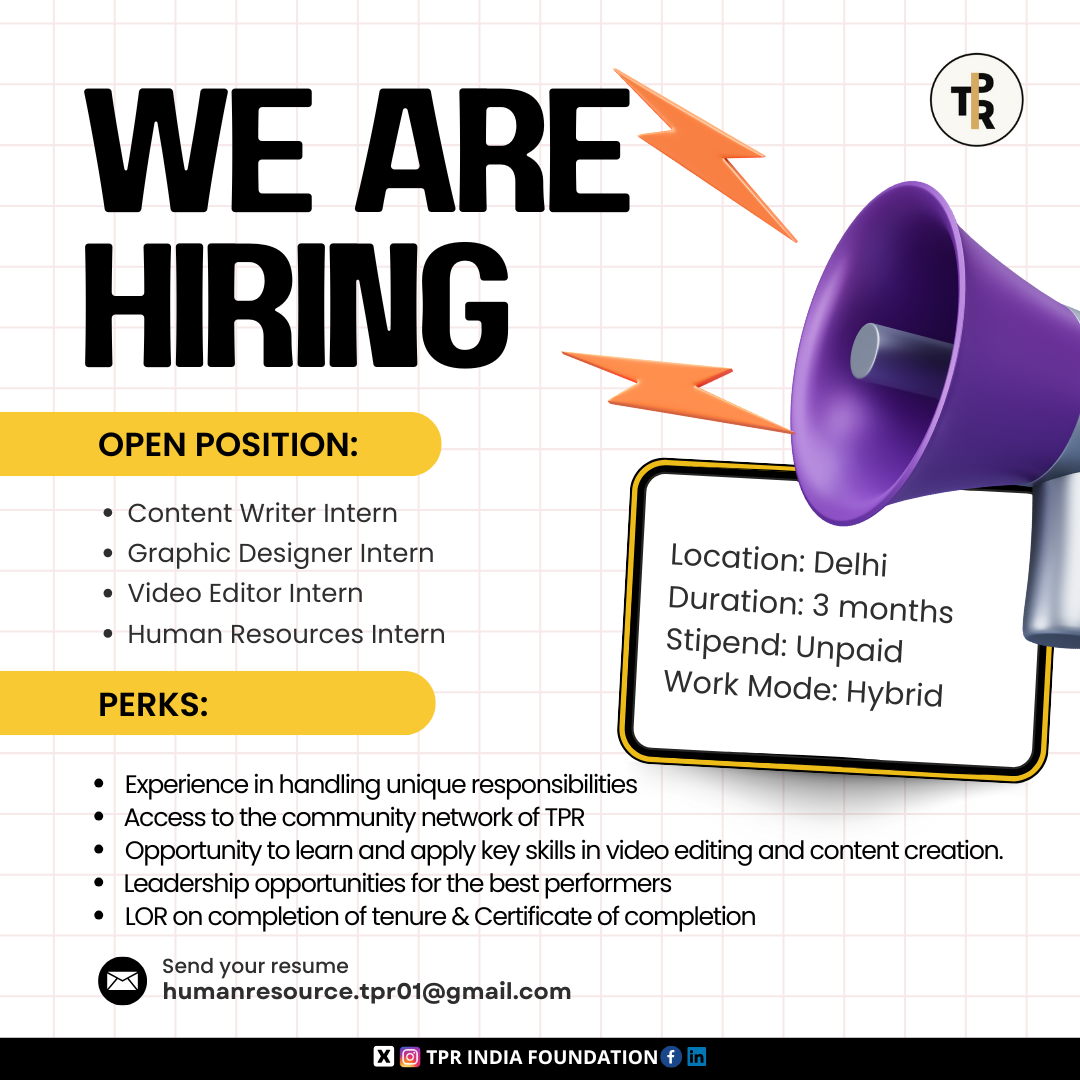 WE ARE
HIRING
TPR
OPEN POSITION:
• Content Writer Intern
• Graphic Designer Intern
• Video Editor Intern
• Human Resources Intern
Location: Delhi
Duration: 3 months
Stipend: Unpaid
Work Mode: Hybrid
PERKS:
• Experience in handling unique responsibilities
• Access to the community network of TPR
• Opportunity to learn and apply key skills in video editing and content creation.
• Leadership opportunities for the best performers
• LOR on completion of tenure & Certificate of completion
Send your resume
humanresource.tpr01@gmail.com
TPR INDIA FOUNDATION